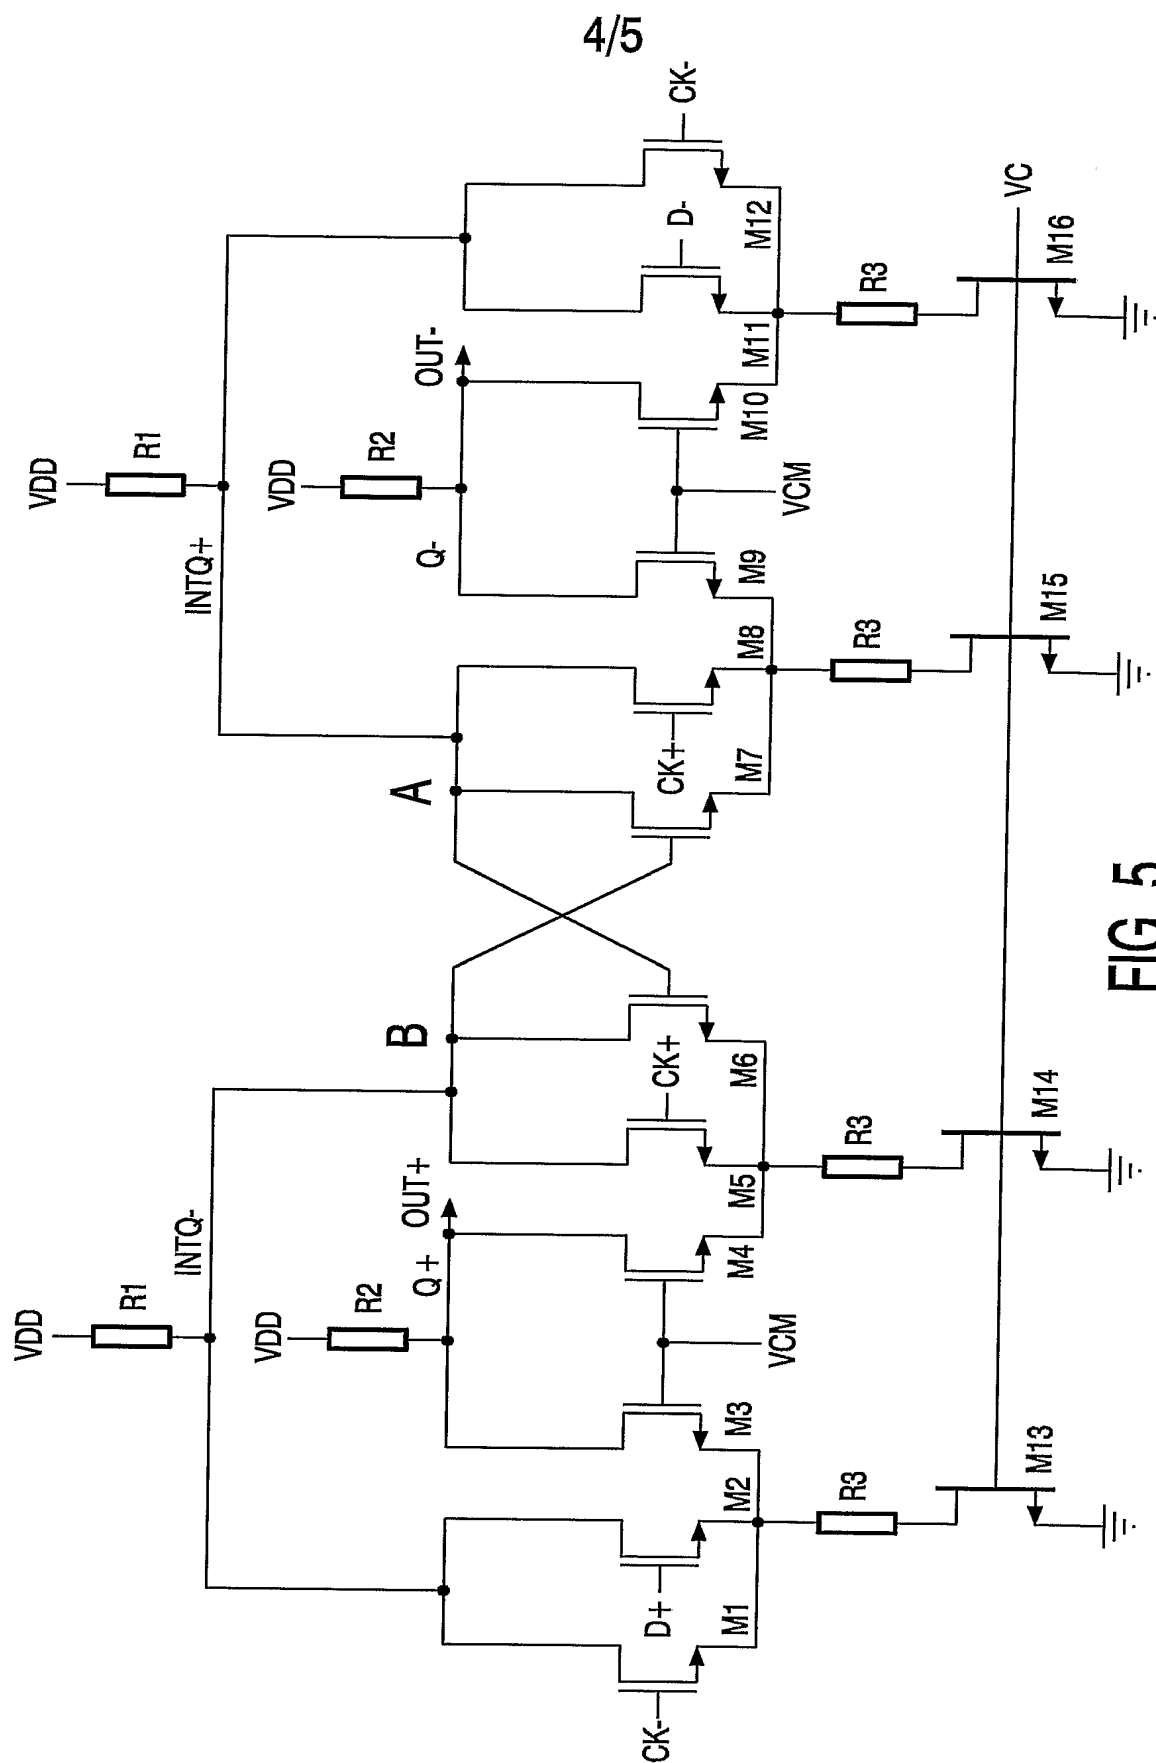 4/5
VDD
R1
INTQ-
VDD
R1
INTQ+
VDD
R2
Q+
OUT+
B
A
VDD
R2
Q-
OUT-
CK-
D+
M1
M2
M3
VCM
M4
M5
CK+
M6
M7
CK+
M8
M9
VCM
M10
M11
D-
M12
CK-
R3
R3
R3
R3
M13
M14
M15
M16
VC
FIG. 5